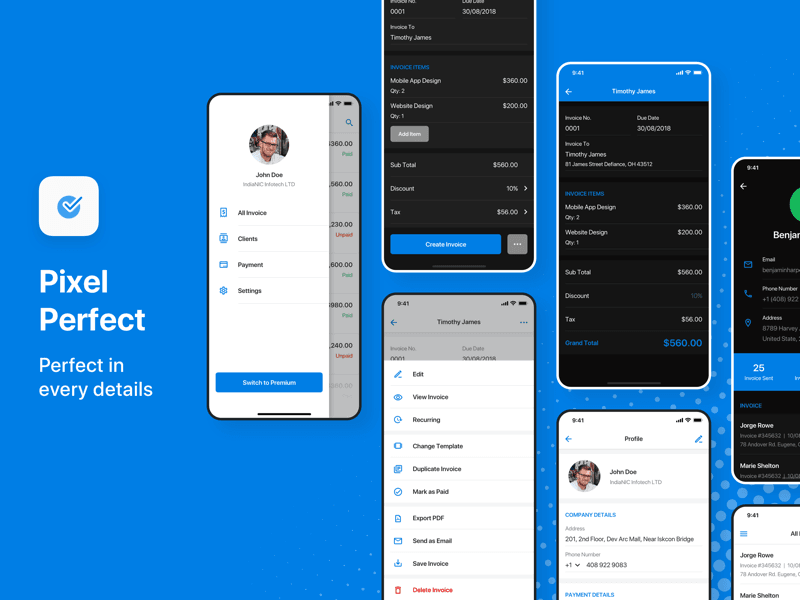 Pixel
Perfect
Perfect in
every details
John Doe
IndiaNIC Infotech LTD
All Invoice
Clients
Payment
Settings
Switch to Premium
$360.00
Paid
,560.00
Paid
,230.00
Unpaid
,600.00
Paid
$980.00
Paid
,240.00
Unpaid
Invoice No.
Due Date
0001
30/08/2018
Invoice To
Timothy James
INVOICE ITEMS
Mobile App Design
$360.00
Qty: 2
Website Design
$200.00
Qty: 1
Add Item
Sub Total
$560.00
Discount
10%
Tax
$56.00
Create Invoice
9:41
Timothy James
Invoice No.
Due Date
0001
30/08/2018
Edit
View Invoice
Recurring
Change Template
Duplicate Invoice
Mark as Paid
Export PDF
Send as Email
Save Invoice
Delete Invoice
9:41
Timothy James
Invoice No.
Due Date
0001
30/08/2018
Invoice To
Timothy James
81 James Street Defiance, OH 43512
INVOICE ITEMS
Mobile App Design
$360.00
Qty: 2
Website Design
$200.00
Qty: 1
Sub Total
$560.00
Discount
10%
Tax
$56.00
Grand Total
$560.00
9:41
Profile
John Doe
IndiaNIC Infotech LTD
COMPANY DETAILS
Address
201, 2nd Floor, Dev Arc Mall, Near Iskcon Bridge
Phone Number
+1 408 922 9083
PAYMENT DETAILS
9:41
Benjam
Email
benjaminharpe
Phone Number
+1 (408) 922
Address
8789 Harvey
United State,
25
Invoice Sent
INVOICE
Jorge Rowe
Invoice #345632 | 10/08
78 Andover Rd. Eugene,
Marie Shelton
Invoice #345632 | 10/08
9:41
All I
Jorge Rowe
Invoice #345632 | 10/08
78 Andover Rd. Eugene,
Marie Shelton